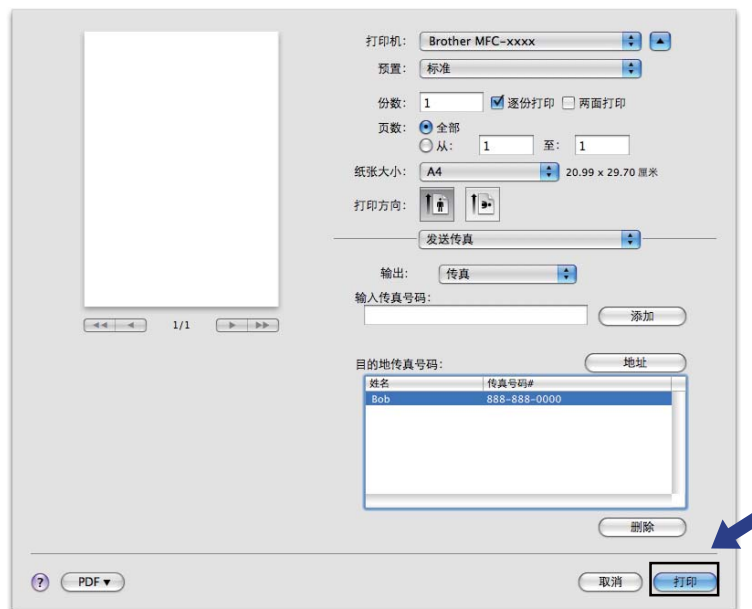 打印机: Brother MFC-xxxx
预置: 标准
份数: 1 逐份打印 两面打印
页数: 全部
从: 1 至: 1
纸张大小: A4 20.99 x 29.70 厘米
打印方向:
发送传真
输出: 传真
输入传真号码:
添加
1/1
目的地传真号码: 地址
姓名 传真号码#
Bob 888-888-0000
删除
? PDF 取消 打印